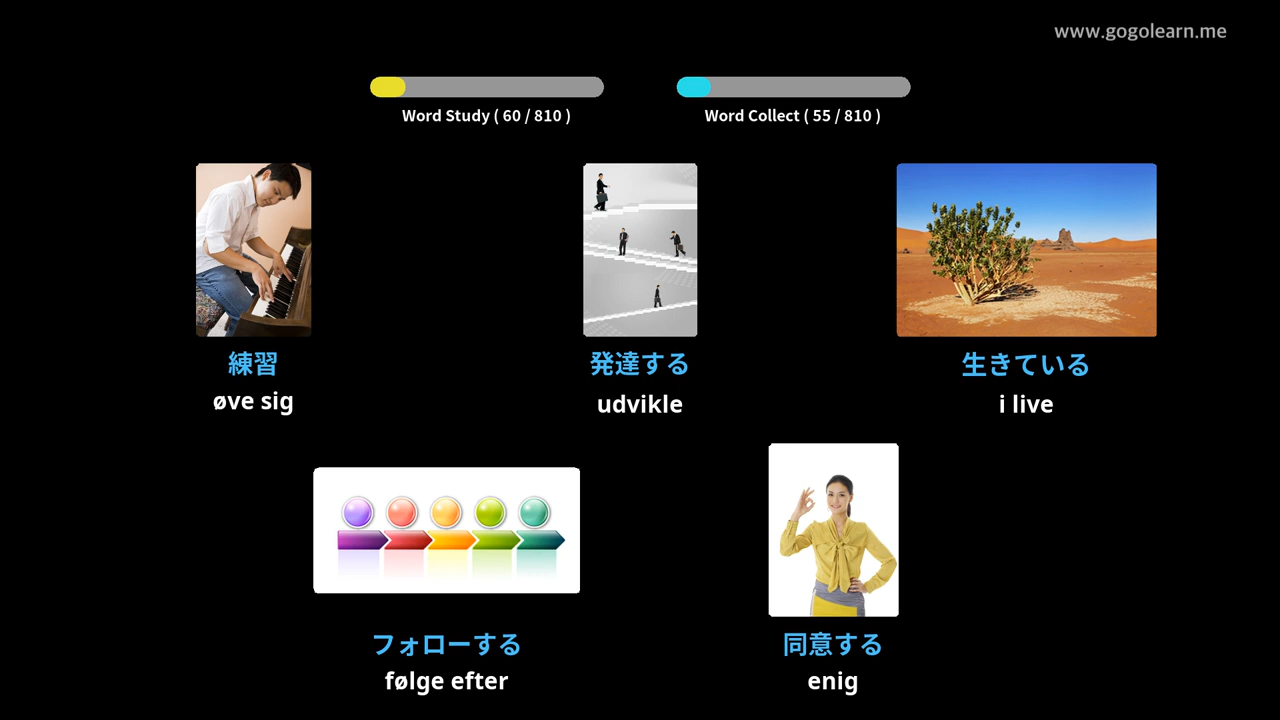 www.gogolearn.me
Word Study ( 60 / 810 )
Word Collect ( 55 / 810 )
練習
øve sig
発達する
udvikle
生きている
i live
フォローする
følge efter
同意する
enig